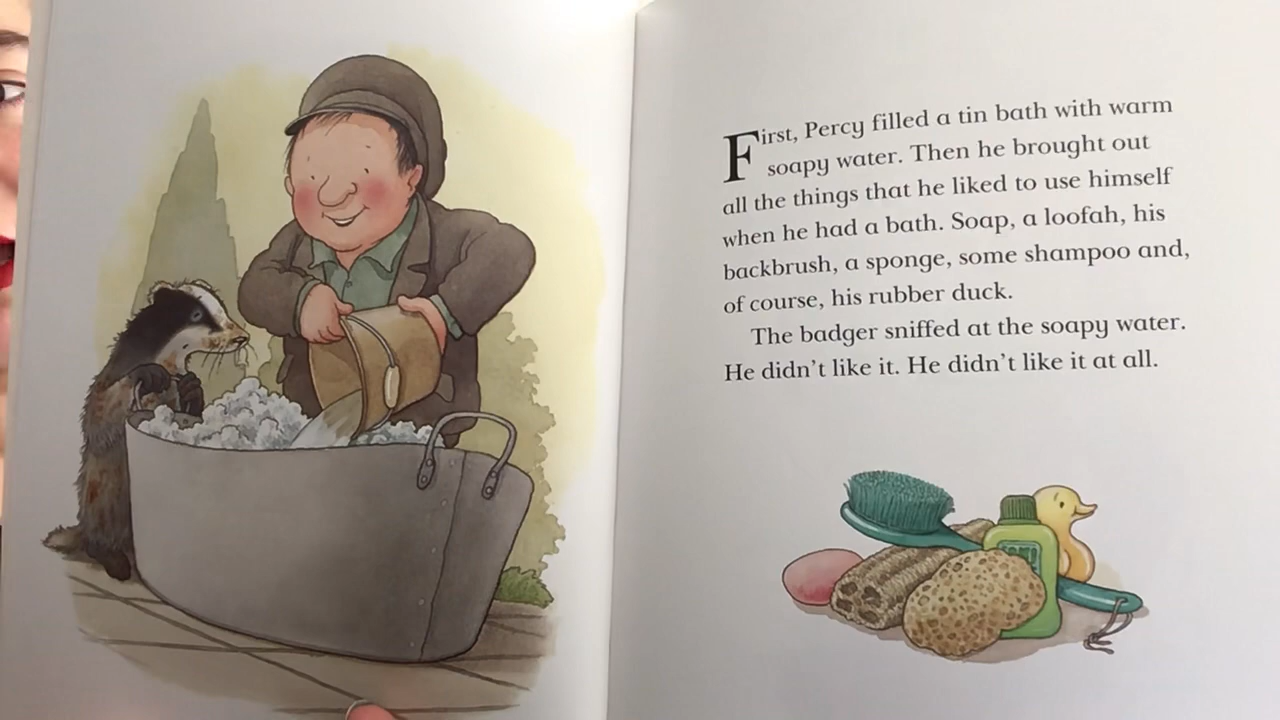 First, Percy filled a tin bath with warm
soapy water. Then he brought out
all the things that he liked to use himself
when he had a bath. Soap, a loofah, his
backbrush, a sponge, some shampoo and,
of course, his rubber duck.
The badger sniffed at the soapy water.
He didn't like it. He didn't like it at all.